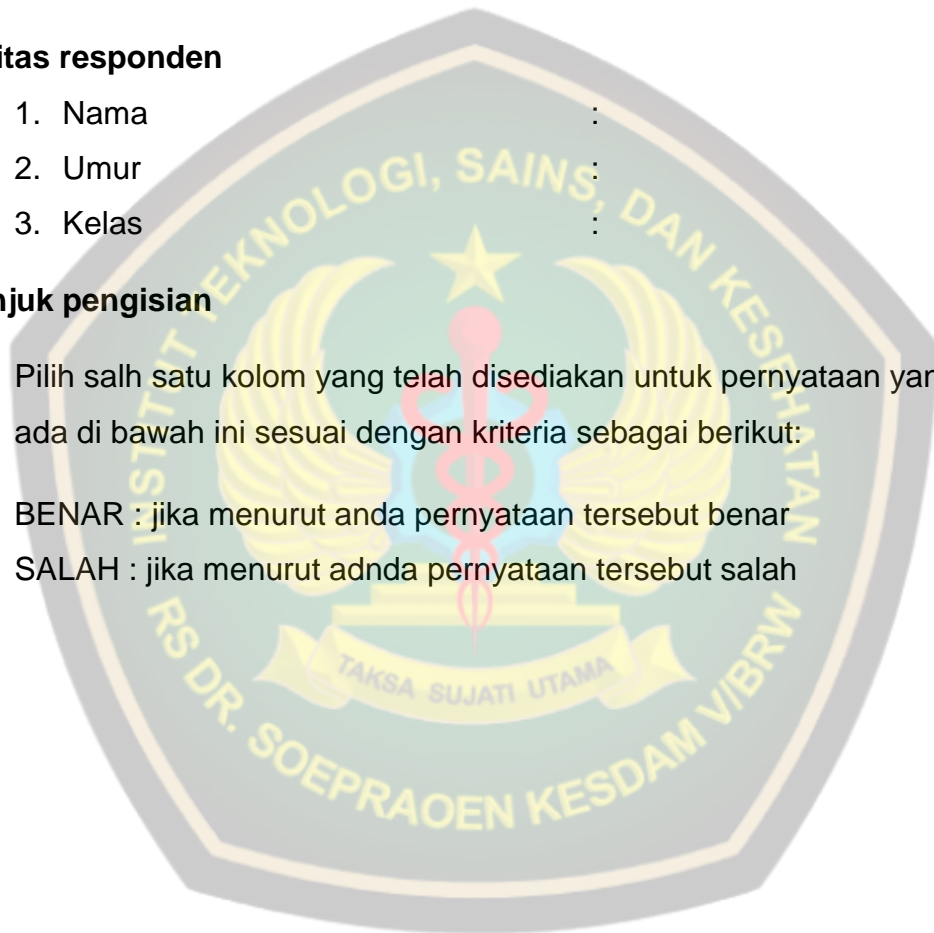 itas responden
1. Nama :
2. Umur :
3. Kelas :
njuk pengisian
Pilih salh satu kolom yang telah disediakan untuk pernyataan yan
ada di bawah ini sesuai dengan kriteria sebagai berikut:
BENAR : jika menurut anda pernyataan tersebut benar
SALAH : jika menurut adnda pernyataan tersebut salah
INSTITUT TEKNOLOGI, SAINS, DAN KESEHATAN
TAKSA SUJATI UTAMA
RS DR. SOEPRAOEN KESDAM V/BRW